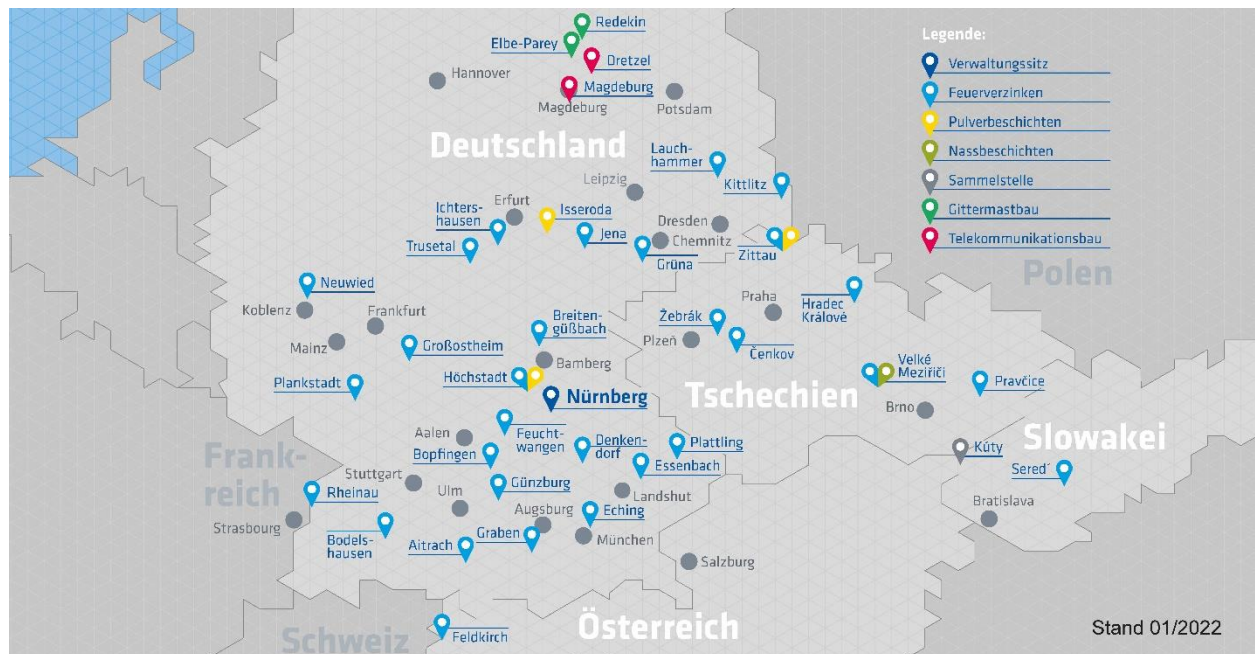 Redekin
Elbe-Parey
Dretzel
Hannover
Magdeburg
Magdeburg
Potsdam
Deutschland
Lauch-
hammer
Kittlitz
Leipzig
Ichters-
hausen
Erfurt
Isseroda
Dresden
Trusetal
Jena
Chemnitz
Grüna
Zittau
Neuwied
Koblenz
Frankfurt
Mainz
Großostheim
Breiten-
güßbach
Bamberg
Praha
Hradec
Králové
Žebrák
Plzeň
Čenkov
Plankstadt
Höchstadt
Nürnberg
Tschechien
Velké
Meziříčí
Pravčice
Brno
Slowakei
Aalen
Feucht-
wangen
Bopfingen
Denken-
dorf
Plattling
Essenbach
Kúty
Sereď
Frank-
reich
Stuttgart
Rheinau
Ulm
Günzburg
Landshut
Strasbourg
Augsburg
Eching
Bratislava
Bodels-
hausen
Aitrach
Graben
München
Salzburg
Österreich
Schweiz
Feldkirch
Polen
Legende:
Verwaltungssitz
Feuerverzinken
Pulverbeschichten
Nassbeschichten
Sammelstelle
Gittermastbau
Telekommunikationsbau
Stand 01/2022